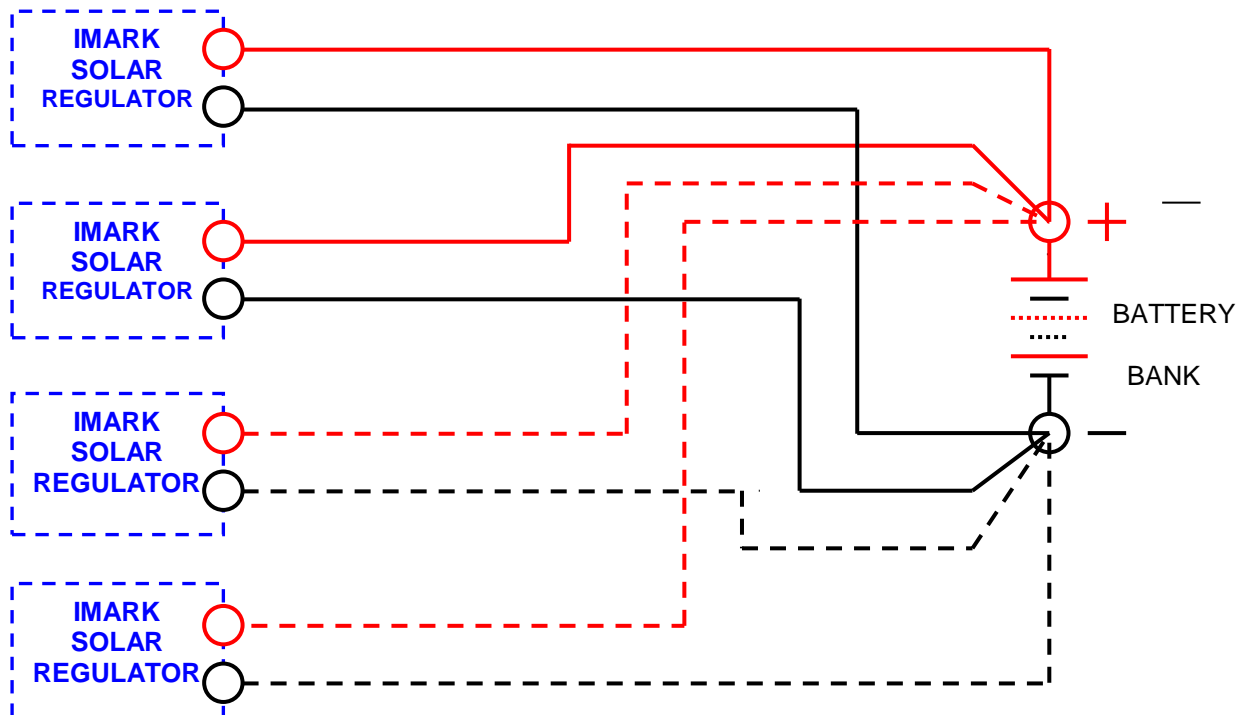 IMARK
SOLAR
REGULATOR
IMARK
SOLAR
REGULATOR
+
BATTERY
BANK
IMARK
SOLAR
REGULATOR
−
IMARK
SOLAR
REGULATOR